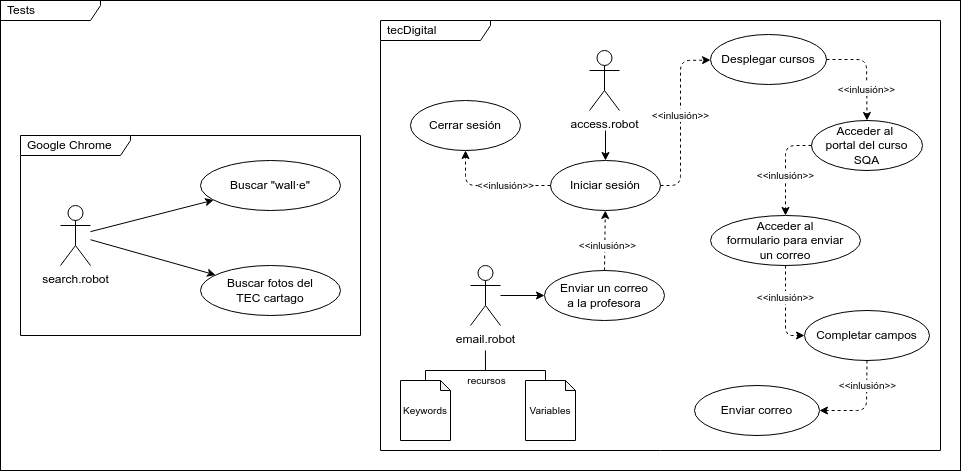 Tests
tecDigital
Desplegar cursos
<<inlusión>>
access.robot
<<inlusión>>
Cerrar sesión
Acceder al
portal del curso
SQA
Google Chrome
Buscar "wall·e"
<<inlusión>>
Iniciar sesión
<<inlusión>>
search.robot
<<inlusión>>
Acceder al
formulario para enviar
un correo
Buscar fotos del
TEC cartago
Enviar un correo
a la profesora
<<inlusión>>
email.robot
Completar campos
recursos
<<inlusión>>
Keywords
Variables
Enviar correo